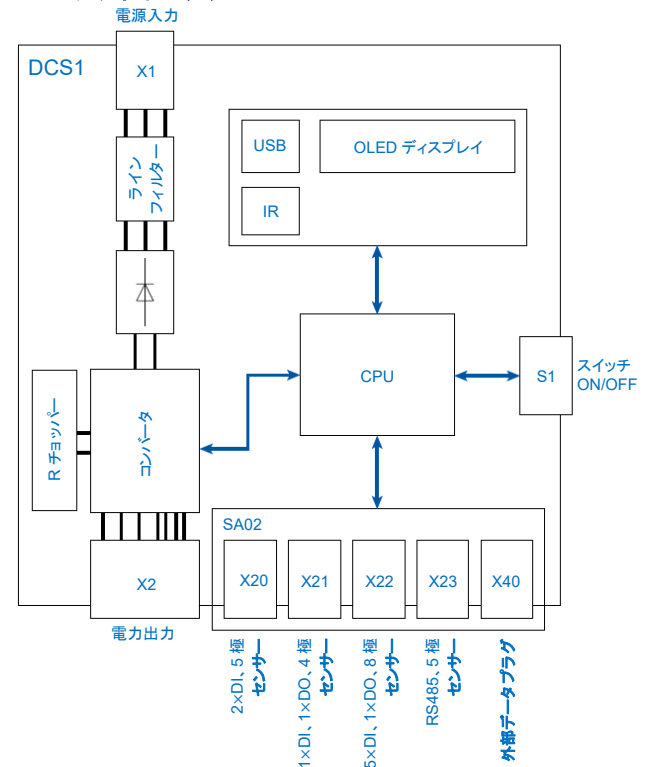 電源入力
DCS1
X1
ライン
フィルター
USB
OLED ディスプレイ
IR
CPU
S1
スイッチ
ON/OFF
R チョッパー
コンバータ
SA02
X2
X20
X21
X22
X23
X40
電力出力
2×DI、5 極
センサー
1×DI、1×DO、4 極
センサー
5×DI、1×DO、8 極
センサー
RS485、5 極
センサー
外部データ プラグ